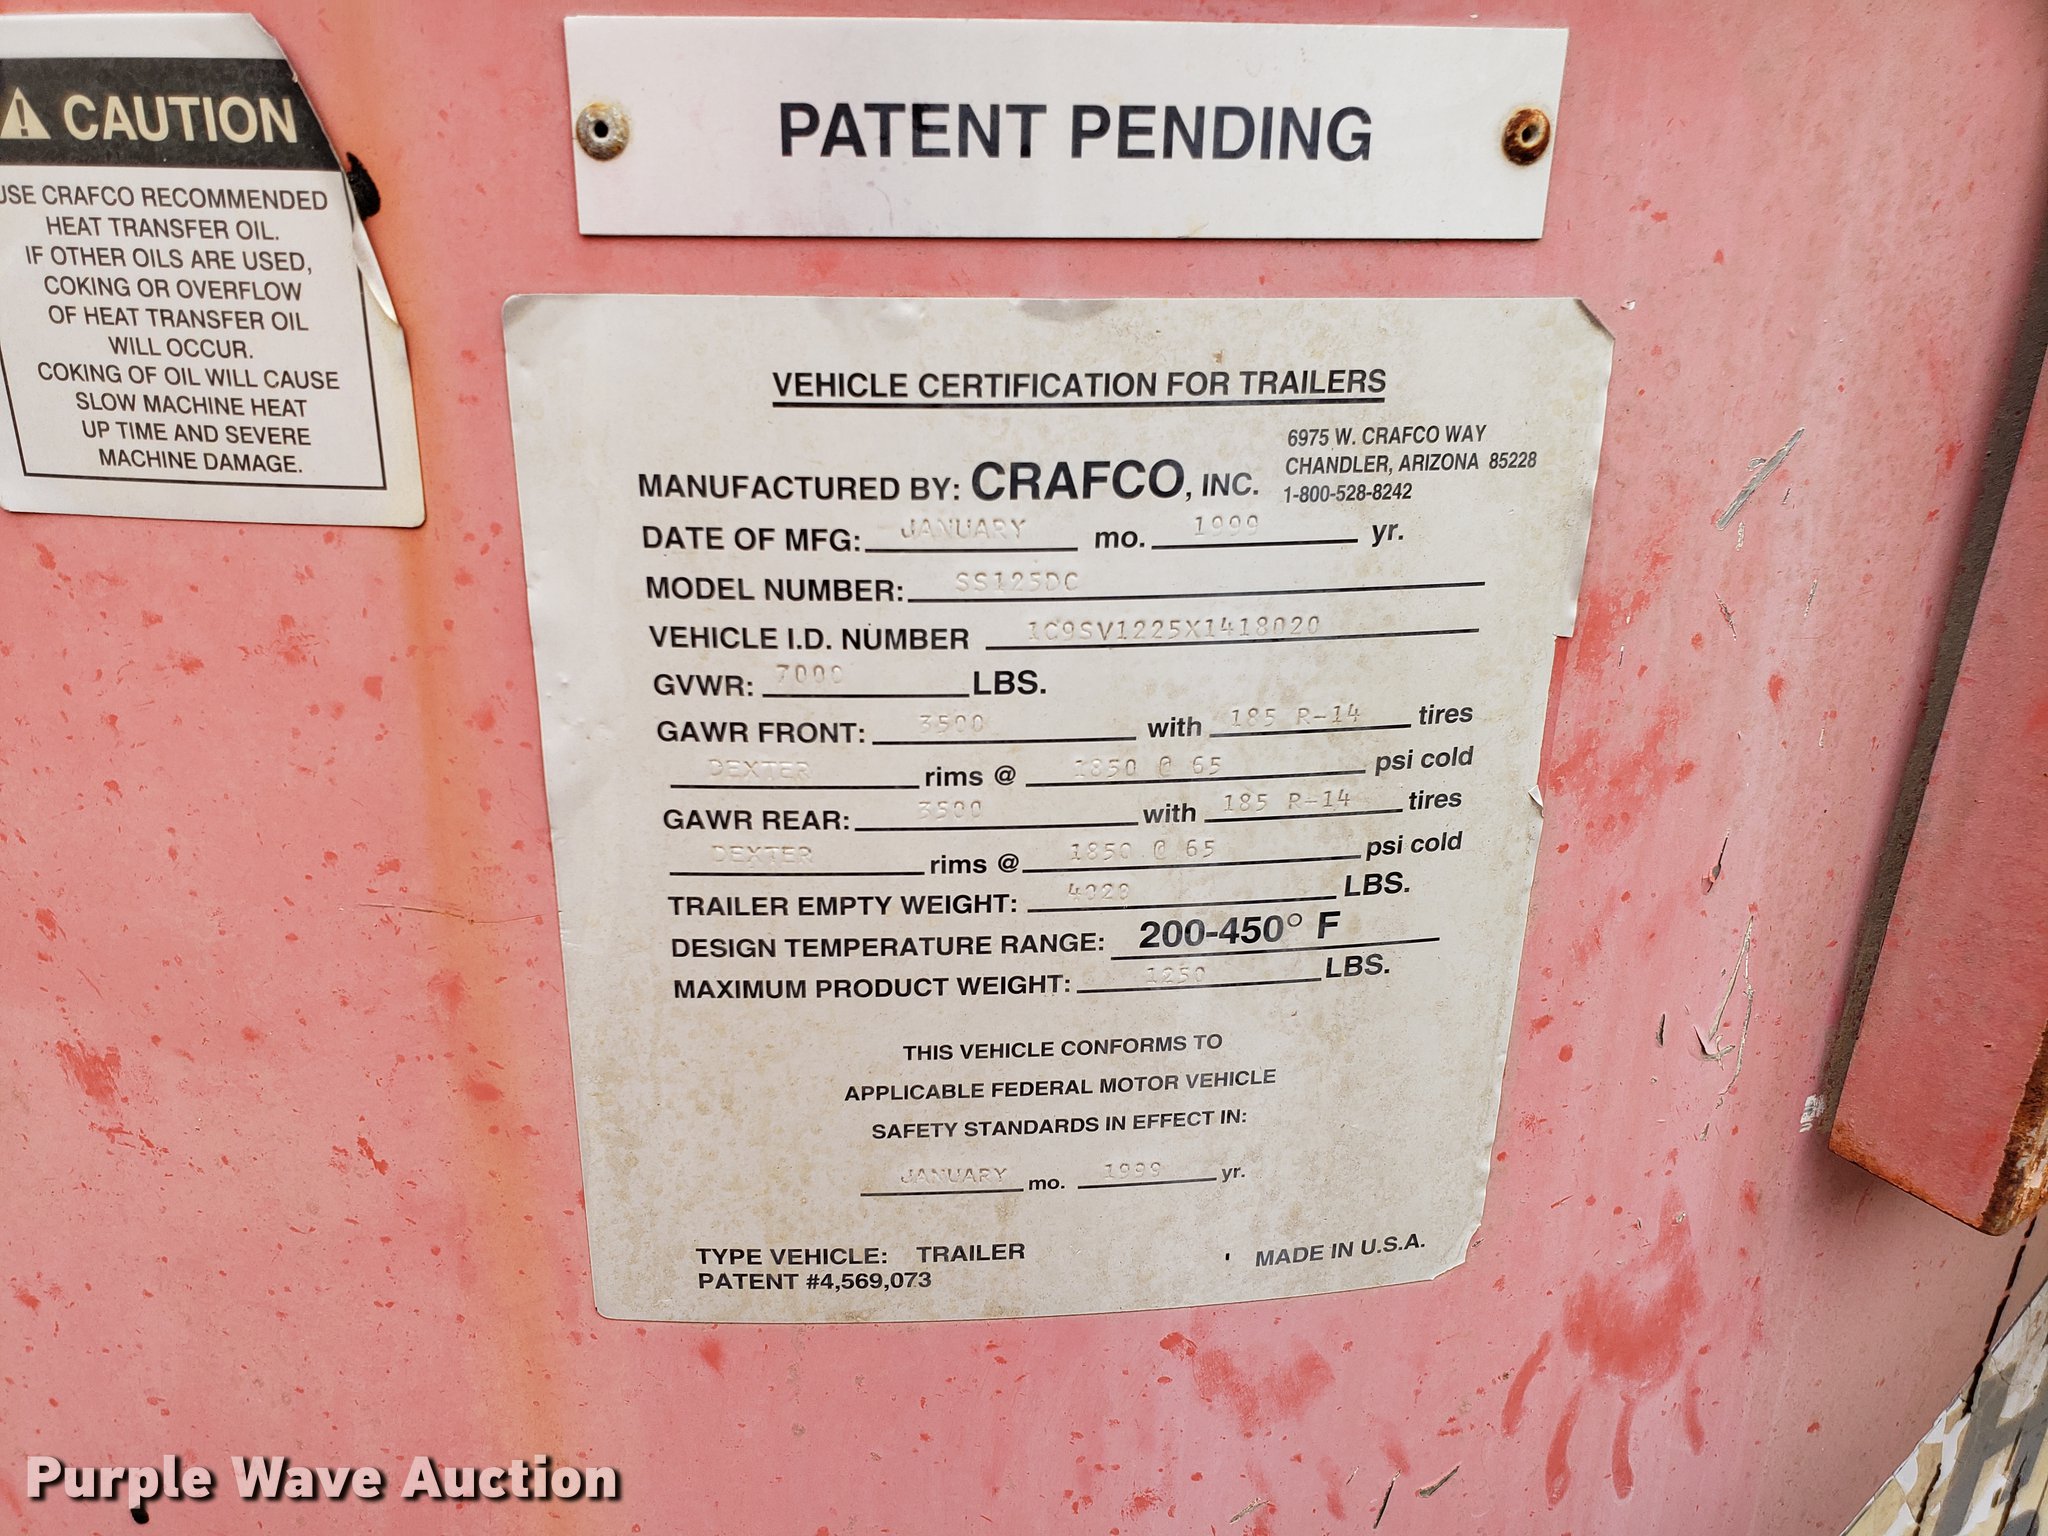 CAUTION
USE CRAFCO RECOMMENDED
HEAT TRANSFER OIL.
IF OTHER OILS ARE USED,
COKING OR OVERFLOW
OF HEAT TRANSFER OIL
WILL OCCUR.
COKING OF OIL WILL CAUSE
SLOW MACHINE HEAT
UP TIME AND SEVERE
MACHINE DAMAGE.
PATENT PENDING
VEHICLE CERTIFICATION FOR TRAILERS
MANUFACTURED BY: CRAFCO, INC.
6975 W. CRAFCO WAY
CHANDLER, ARIZONA 85228
1-800-528-8242
DATE OF MFG: JANUARY mo. 1999 yr.
MODEL NUMBER: SS125DC
VEHICLE I.D. NUMBER 1C9SV1225X1418020
GVWR: 7000 LBS.
GAWR FRONT: 3500 with 185 R-14 tires
DEXTER rims @ 1850 @ 65 psi cold
GAWR REAR: 3500 with 185 R-14 tires
DEXTER rims @ 1850 @ 65 psi cold
TRAILER EMPTY WEIGHT: LBS.
DESIGN TEMPERATURE RANGE: 200-450° F
MAXIMUM PRODUCT WEIGHT: 1250 LBS.
THIS VEHICLE CONFORMS TO
APPLICABLE FEDERAL MOTOR VEHICLE
SAFETY STANDARDS IN EFFECT IN:
JANUARY mo. 1999 yr.
TYPE VEHICLE: TRAILER
PATENT #4,569,073
MADE IN U.S.A.
Purple Wave Auction